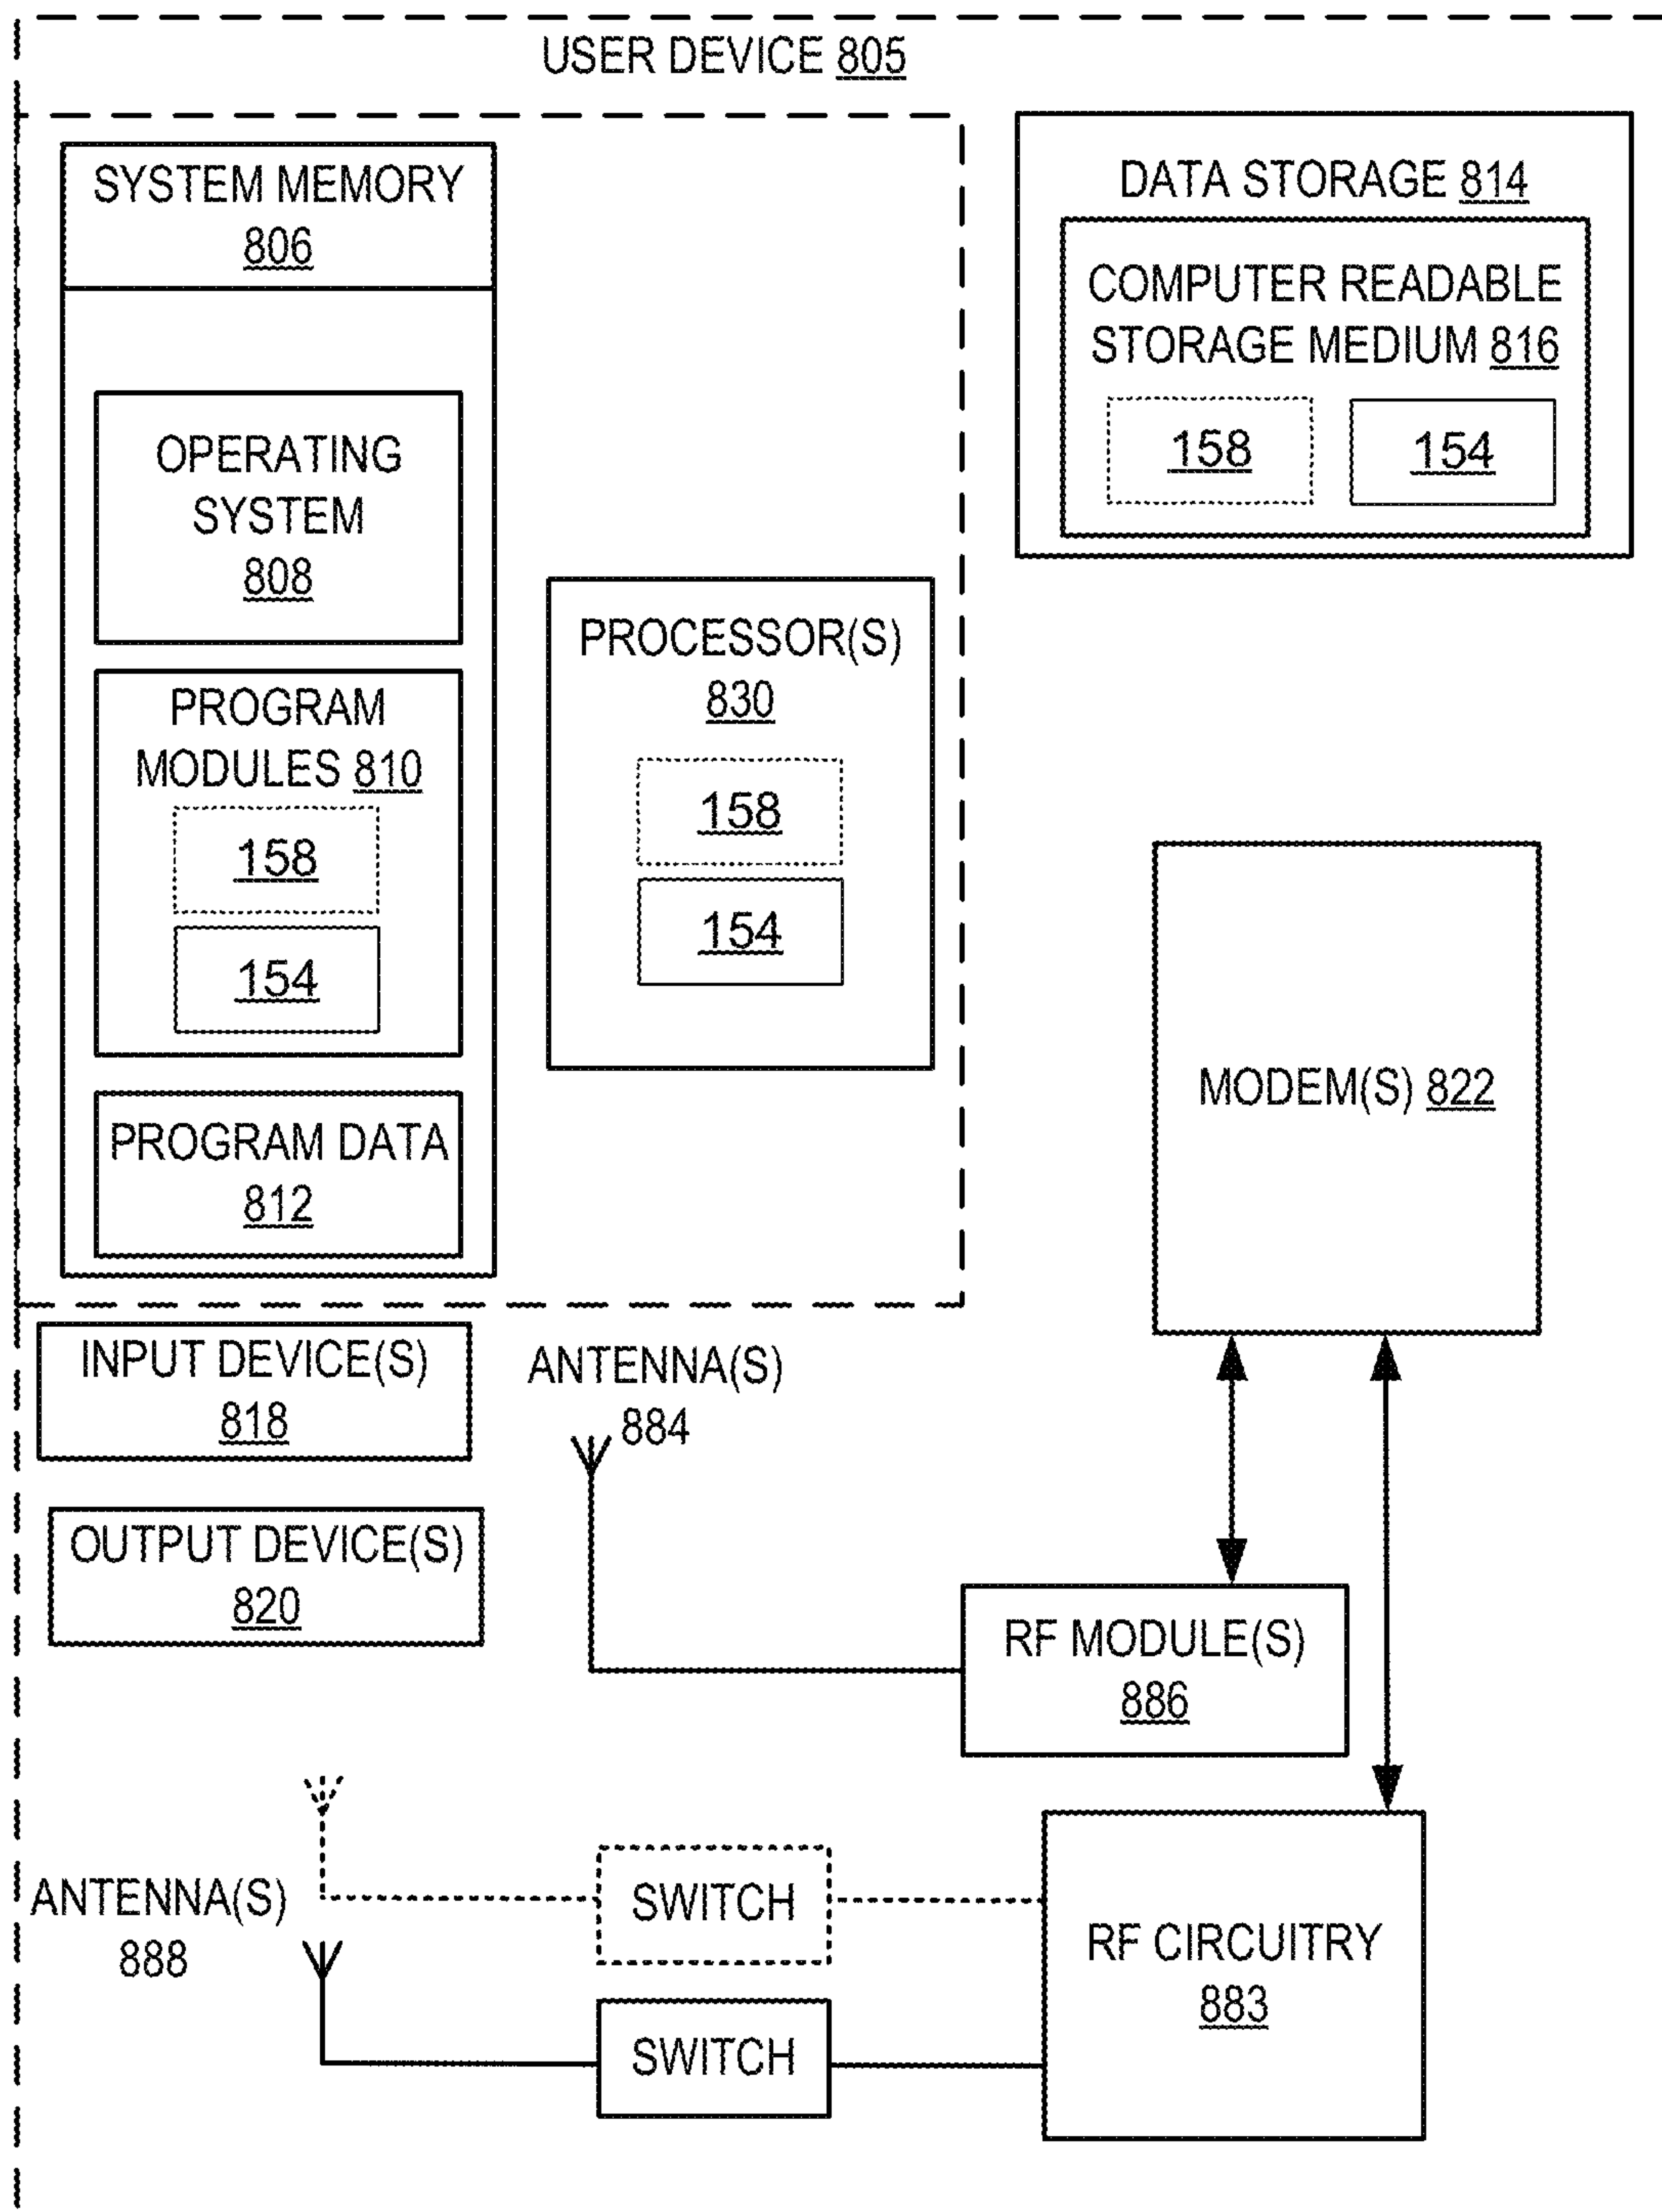 USER DEVICE 805
SYSTEM MEMORY
806
OPERATING
SYSTEM
808
PROGRAM
MODULES 810
158
154
PROGRAM DATA
812
PROCESSOR(S)
830
158
154
DATA STORAGE 814
COMPUTER READABLE
STORAGE MEDIUM 816
158 154
MODEM(S) 822
INPUT DEVICE(S)
818
OUTPUT DEVICE(S)
820
ANTENNA(S)
884
RF MODULE(S)
886
ANTENNA(S)
888
SWITCH
SWITCH
RF CIRCUITRY
883